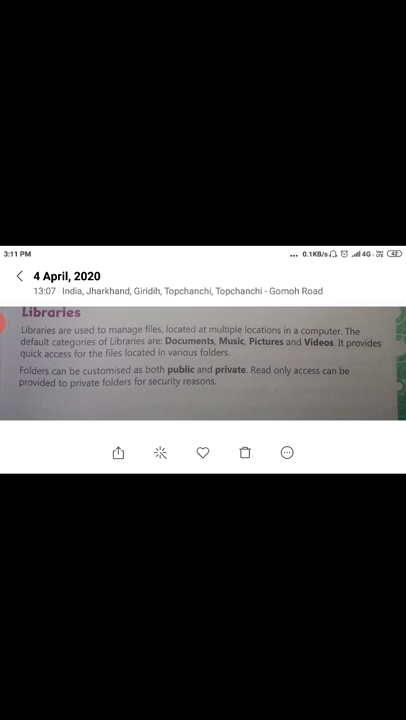 3:11 PM
... 0.1KB/s 4G 42
4 April, 2020
13:07 India, Jharkhand, Giridih, Topchanchi, Topchanchi - Gomoh Road
Libraries
Libraries are used to manage files, located at multiple locations in a computer. The
default categories of Libraries are: Documents, Music, Pictures and Videos. It provides
quick access for the files located in various folders.
Folders can be customised as both public and private. Read only access can be
provided to private folders for security reasons.